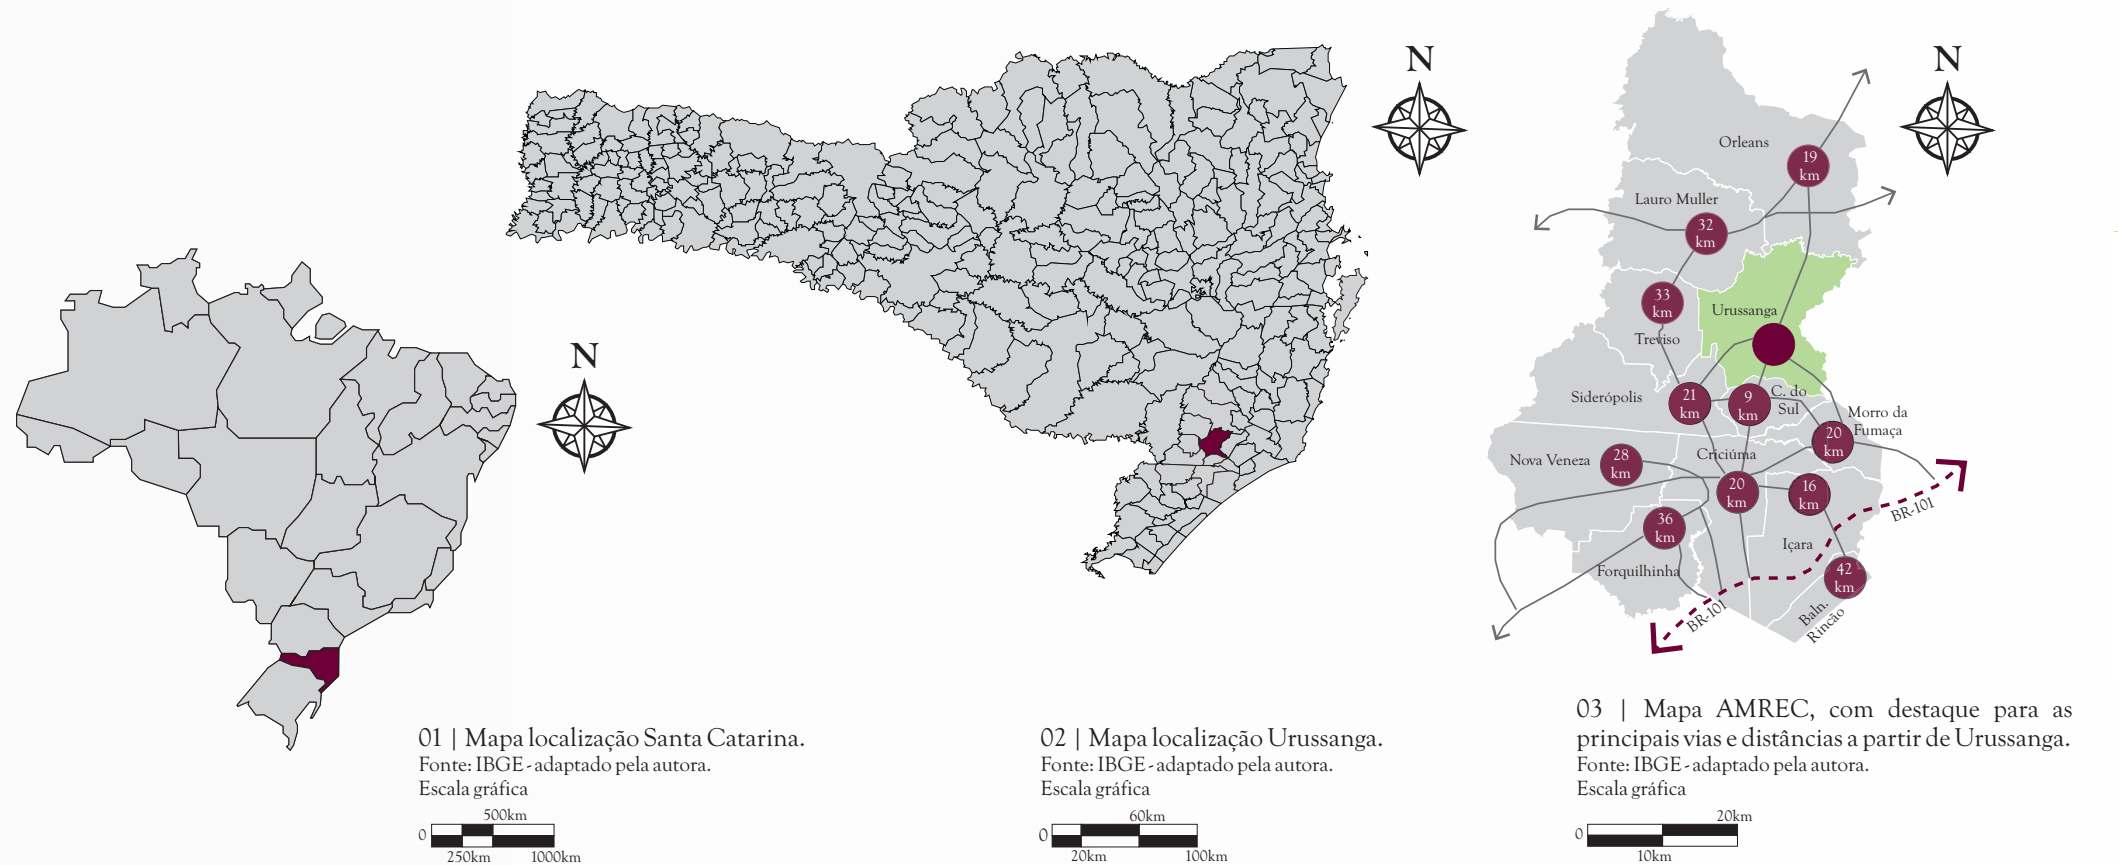 N
01 | Mapa localização Santa Catarina.
Fonte: IBGE - adaptado pela autora.
Escala gráfica
500km
0
250km
1000km
N
02 | Mapa localização Urussanga.
Fonte: IBGE - adaptado pela autora.
Escala gráfica
60km
0
20km
100km
N
Orleans
19
km
Lauro Muller
32
km
33
km
Treviso
Urussanga
Siderópolis
21
km
9
km
C. do
Sul
Morro da
Fumaça
20
km
Nova Veneza
28
km
Criciúma
20
km
16
km
BR-101
36
km
Içara
Forquilhinha
42
km
BR-101
Baln.
Rincão
03 | Mapa AMREC, com destaque para as
principais vias e distâncias a partir de Urussanga.
Fonte: IBGE - adaptado pela autora.
Escala gráfica
20km
0
10km